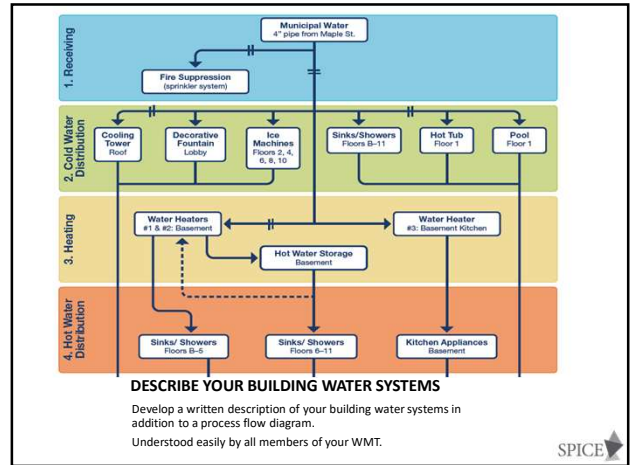 Municipal Water
4" pipe from Maple St.
1. Receiving
Fire Suppression
(sprinkler system)
2. Cold Water
Distribution
Cooling
Tower
Roof
Decorative
Fountain
Lobby
Ice
Machines
Floors 2, 4,
6, 8, 10
Sinks/Showers
Floors B–11
Hot Tub
Floor 1
Pool
Floor 1
3. Heating
Water Heaters
#1 & #2: Basement
Water Heater
#3: Basement Kitchen
Hot Water Storage
Basement
4. Hot Water
Distribution
Sinks/ Showers
Floors B–5
Sinks/ Showers
Floors 6–11
Kitchen Appliances
Basement
DESCRIBE YOUR BUILDING WATER SYSTEMS
Develop a written description of your building water systems in
addition to a process flow diagram.
Understood easily by all members of your WMT.
SPICE